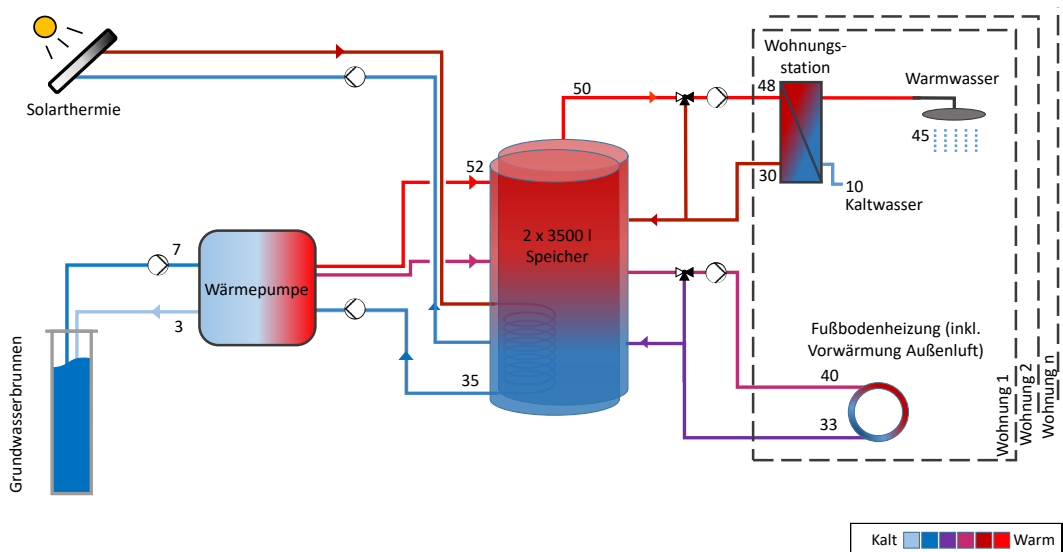 Solarthermie
Wohnungs-
station
Warmwasser
50
48
45
52
30
10
Kaltwasser
2 x 3500 l
Speicher
7
Wärmepumpe
3
35
Fußbodenheizung (inkl.
Vorwärmung Außenluft)
40
33
Grundwasserbrunnen
Wohnung 1
Wohnung 2
Wohnung n
Kalt
Warm